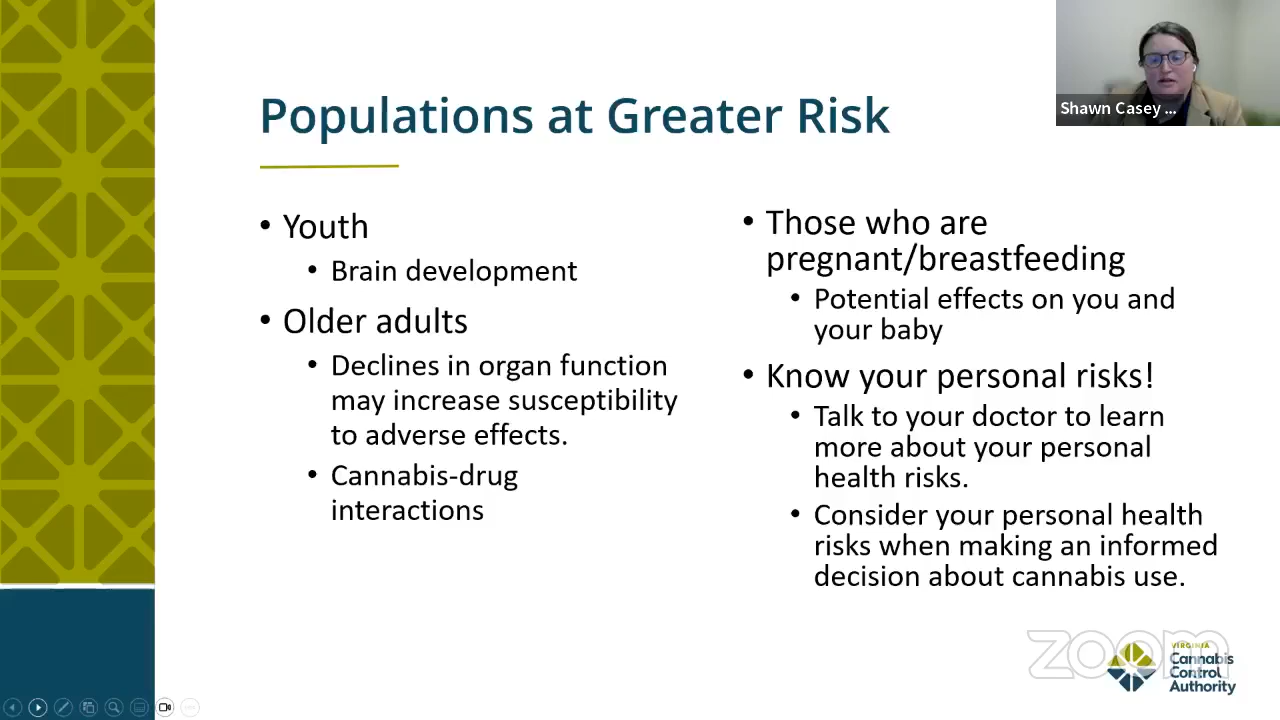 Populations at Greater Risk
• Youth
• Brain development
• Older adults
• Declines in organ function
may increase susceptibility
to adverse effects.
• Cannabis-drug
interactions
• Those who are
pregnant/breastfeeding
• Potential effects on you and
your baby
• Know your personal risks!
• Talk to your doctor to learn
more about your personal
health risks.
• Consider your personal health
risks when making an informed
decision about cannabis use.
Shawn Casey ...
zoom
VIRGINIA
Cannabis
Control
Authority